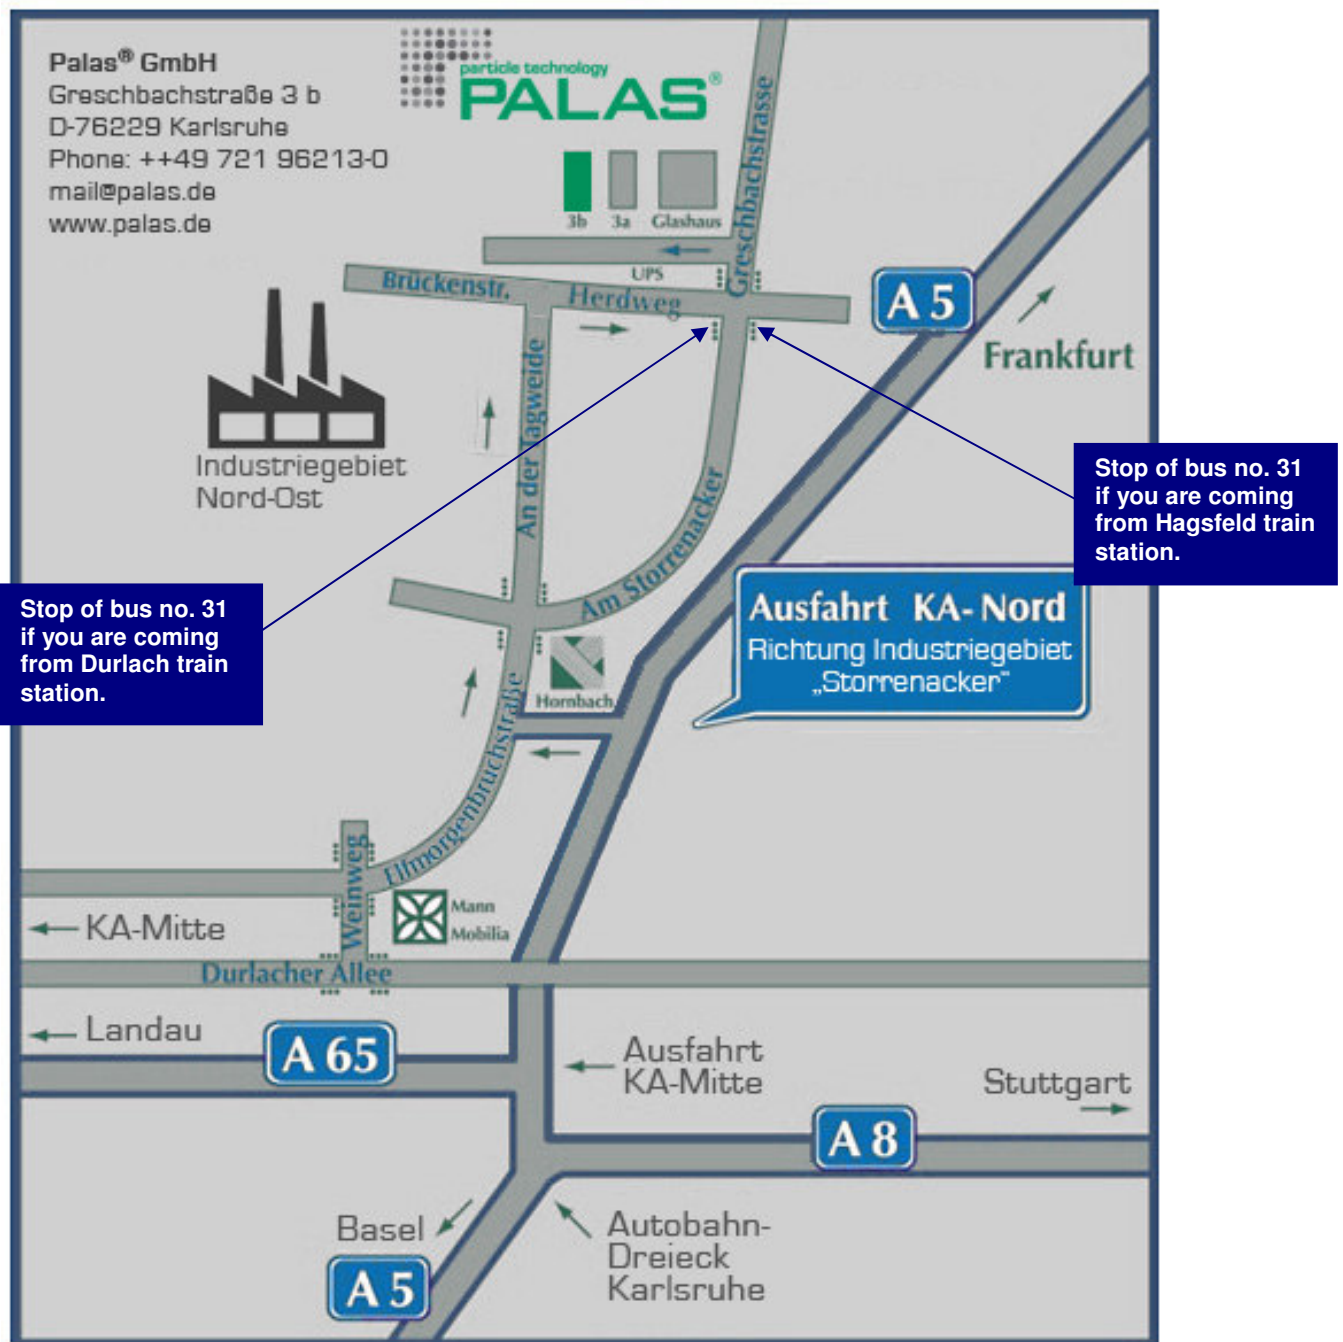 Palas® GmbH
Greschbachstraße 3 b
D-76229 Karlsruhe
Phone: ++49 721 96213-0
mail@palas.de
www.palas.de
particle technology
PALAS®
3b
3a
Glashaus
Greschbachstrasse
UPS
Brückenstr.
Herdweg
A 5
Frankfurt
An der Tagweide
Industriegebiet
Nord-Ost
Am Storrenacker
Stop of bus no. 31
if you are coming
from Hagsfeld train
station.
Stop of bus no. 31
if you are coming
from Durlach train
station.
Ausfahrt KA-Nord
Richtung Industriegebiet
„Storrenacker“
Hornbach
Elfmorgenbruchstraße
Weinweg
Mann
Mobilia
KA-Mitte
Durlacher Allee
Landau
A 65
Ausfahrt
KA-Mitte
Stuttgart
A 8
Basel
A 5
Autobahn-
Dreieck
Karlsruhe